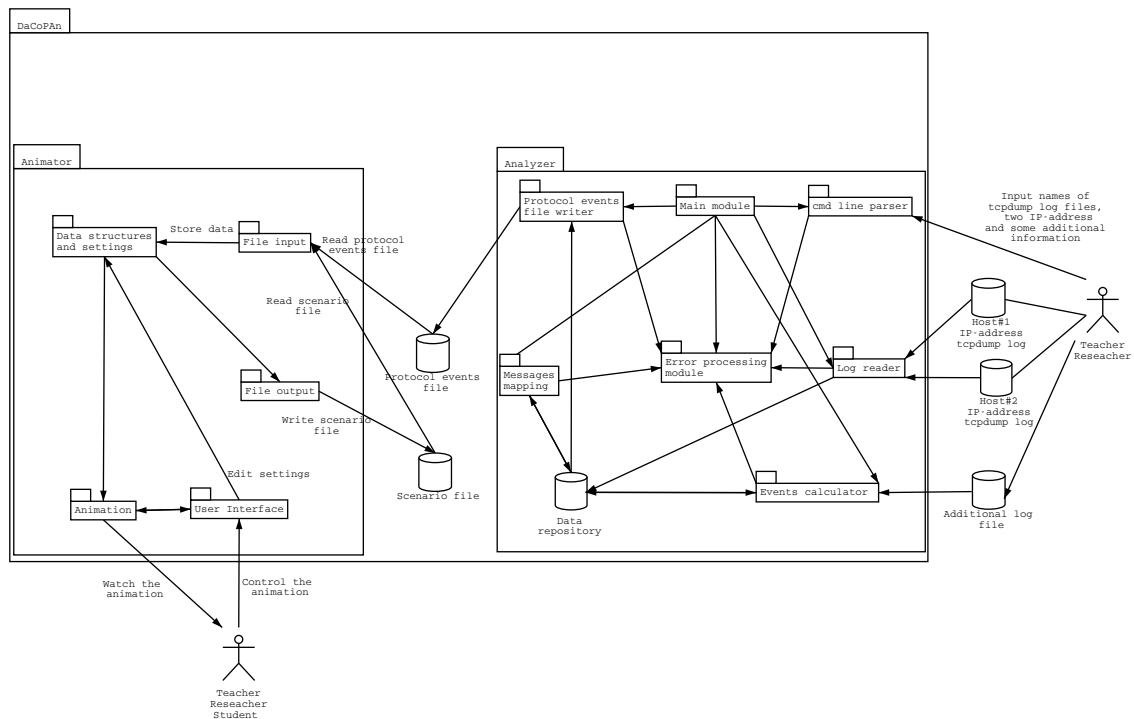 DaCoPAn
Animator
Analyzer
Protocol events
file writer
Main module
cmd line parser
Input names of
tcpdump log files,
two IP-address
and some additional
information
Data structures
and settings
Store data
File input
Read protocol
events file
Read scenario
file
Host#1
IP-address
tcpdump log
Teacher
Reseacher
Protocol events
file
Messages
mapping
Error processing
module
Log reader
File output
Host#2
IP-address
tcpdump log
Write scenario
file
Edit settings
Scenario file
Animation
User Interface
Data
repository
Events calculator
Additional log
file
Watch the
animation
Control the
animation
Teacher
Reseacher
Student